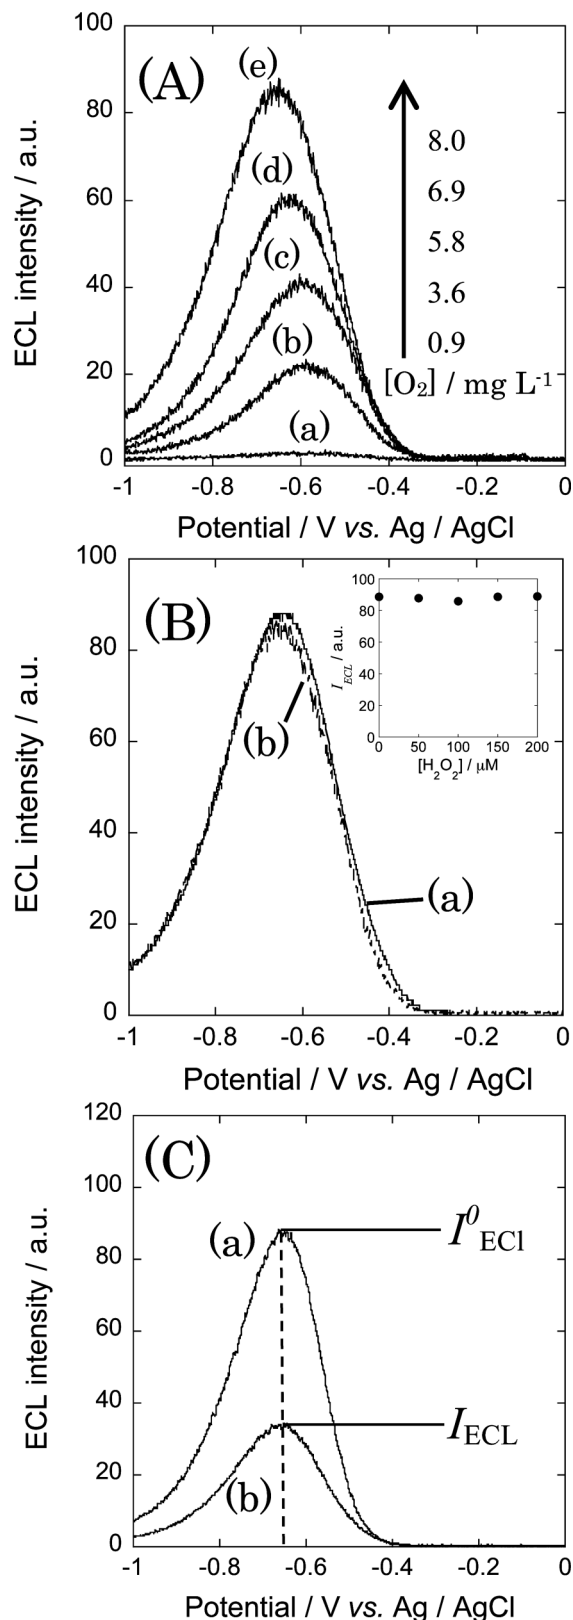 (A)
100
80
60
40
20
0
ECL intensity / a.u.
(e)
(d)
(c)
(b)
(a)
8.0
6.9
5.8
3.6
0.9
[O₂] / mg L⁻¹
-1 -0.8 -0.6 -0.4 -0.2 0
Potential / V vs. Ag / AgCl
(B)
100
80
60
40
20
0
ECL intensity / a.u.
(b)
(a)
100
80
60
40
20
0
I_ECL / a.u.
0 50 100 150 200
[H₂O₂] / μM
-1 -0.8 -0.6 -0.4 -0.2 0
Potential / V vs. Ag / AgCl
(C)
120
100
80
60
40
20
0
ECL intensity / a.u.
(a)
I⁰_ECl
I_ECL
(b)
-1 -0.8 -0.6 -0.4 -0.2 0
Potential / V vs. Ag / AgCl